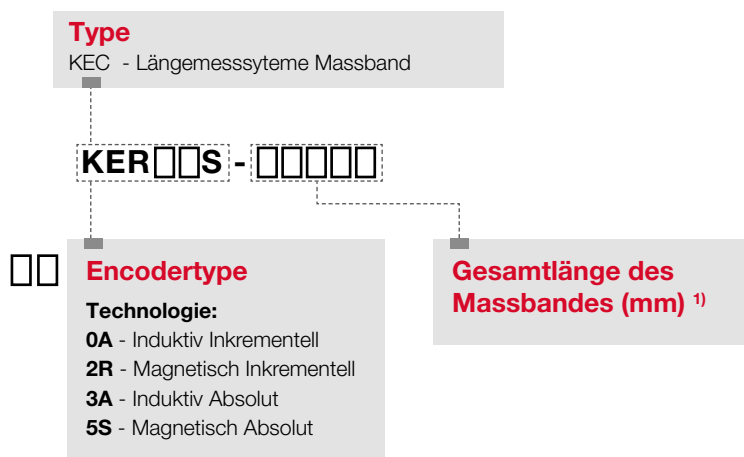 Type
KEC - Längemesssyteme Massband
KER□□S - □□□□□
□□
Encodertype
Technologie:
0A - Induktiv Inkrementell
2R - Magnetisch Inkrementell
3A - Induktiv Absolut
5S - Magnetisch Absolut
Gesamtlänge des
Massbandes (mm) 1)